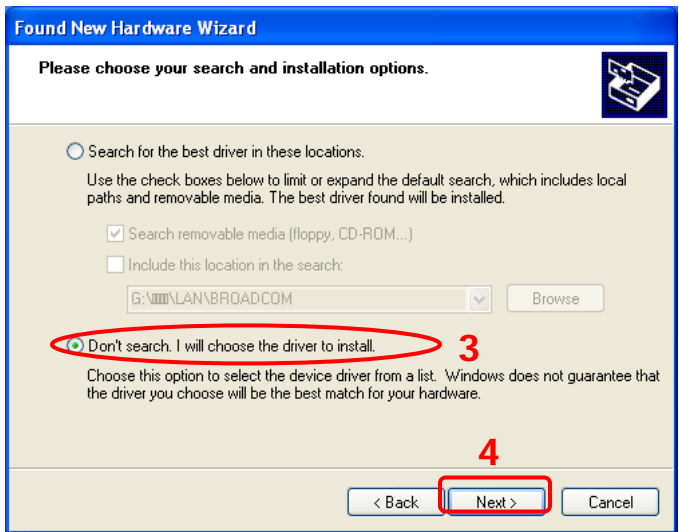 Found New Hardware Wizard
Please choose your search and installation options.
Search for the best driver in these locations.
Use the check boxes below to limit or expand the default search, which includes local
paths and removable media. The best driver found will be installed.
Search removable media (floppy, CD-ROM...)
Include this location in the search:
G:\\LAN\BROADCOM
Browse
Don't search. I will choose the driver to install.
3
Choose this option to select the device driver from a list. Windows does not guarantee that
the driver you choose will be the best match for your hardware.
4
< Back
Next >
Cancel